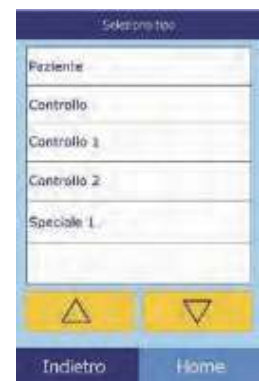 Seleziona tipo
Paziente
Controllo
Controllo 1
Controllo 2
Speciale 1
Indietro
Home